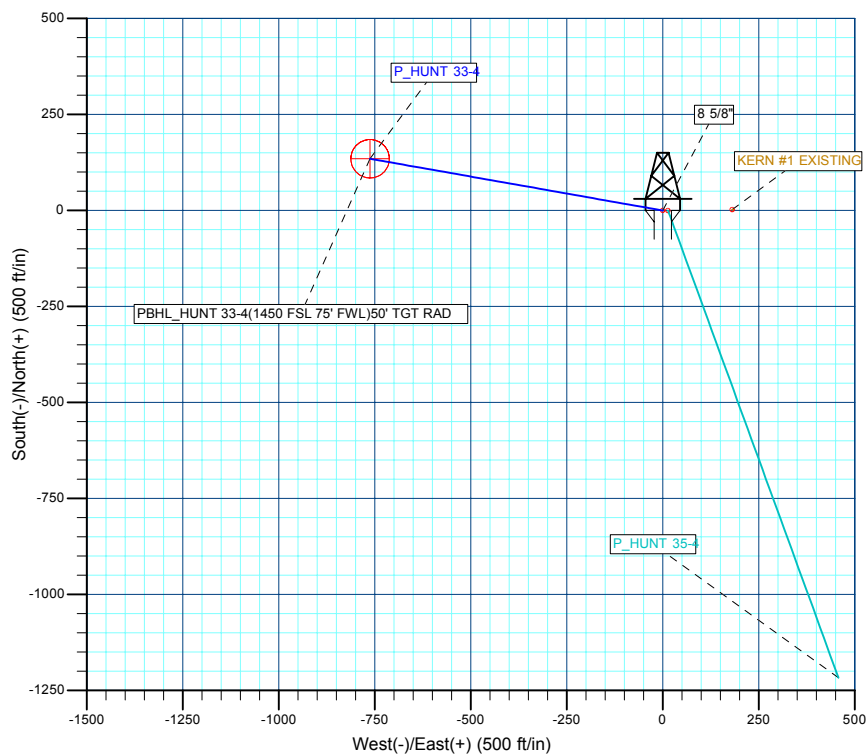 500
P_HUNT 33-4
8 5/8"
250
KERN #1 EXISTING
0
-250
PBHL_HUNT 33-4(1450 FSL 75' FWL)50' TGT RAD
-500
-750
P_HUNT 35-4
-1000
-1250
South(-)/North(+) (500 ft/in)
-1500 -1250 -1000 -750 -500 -250 0 250 500
West(-)/East(+) (500 ft/in)